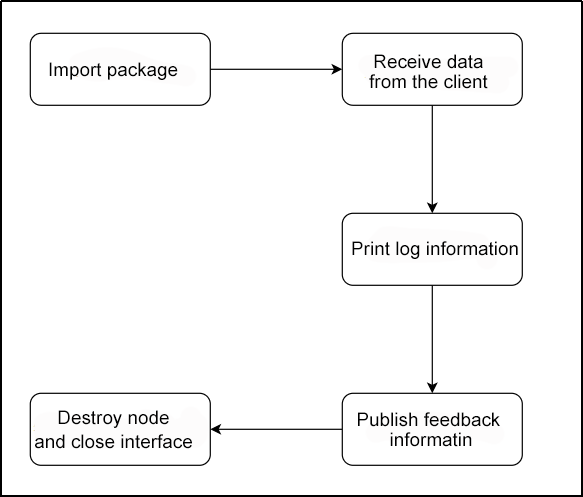 Import package
Receive data
from the client
Print log information
Publish feedback
informatin
Destroy node
and close interface